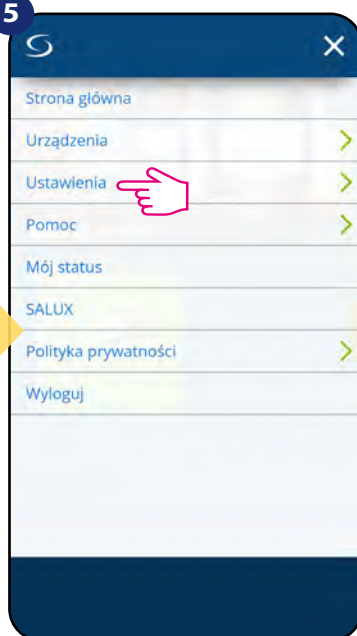 5
Strona główna
Urządzenia
Ustawienia
Pomoc
Mój status
SALUX
Polityka prywatności
Wyloguj